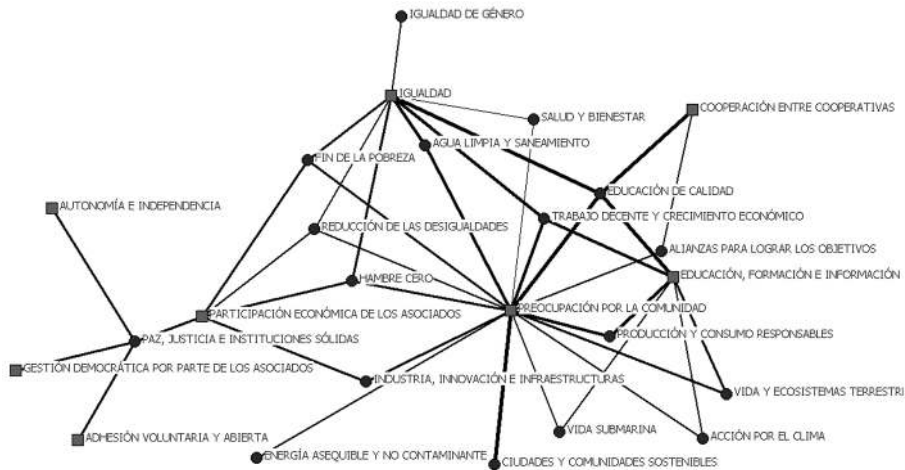 IGUALDAD DE GÉNERO
IGUALDAD
COOPERACIÓN ENTRE COOPERATIVAS
SALUD Y BIENESTAR
AGUA LIMPIA Y SANEAMIENTO
FIN DE LA POBREZA
EDUCACIÓN DE CALIDAD
AUTONOMÍA E INDEPENDENCIA
TRABAJO DECENTE Y CRECIMIENTO ECONÓMICO
REDUCCIÓN DE LAS DESIGUALDADES
ALIANZAS PARA LOGRAR LOS OBJETIVOS
EDUCACIÓN, FORMACIÓN E INFORMACIÓN
HAMBRE CERO
PREOCUPACIÓN POR LA COMUNIDAD
PARTICIPACIÓN ECONÓMICA DE LOS ASOCIADOS
PRODUCCIÓN Y CONSUMO RESPONSABLES
PAZ, JUSTICIA E INSTITUCIONES SÓLIDAS
GESTIÓN DEMOCRÁTICA POR PARTE DE LOS ASOCIADOS
INDUSTRIA, INNOVACIÓN E INFRAESTRUCTURAS
VIDA Y ECOSISTEMAS TERRESTRI
VIDA SUBMARINA
ACCIÓN POR EL CLIMA
ADHESIÓN VOLUNTARIA Y ABIERTA
ENERGÍA ASEQUIBLE Y NO CONTAMINANTE
CIUDADES Y COMUNIDADES SOSTENIBLES